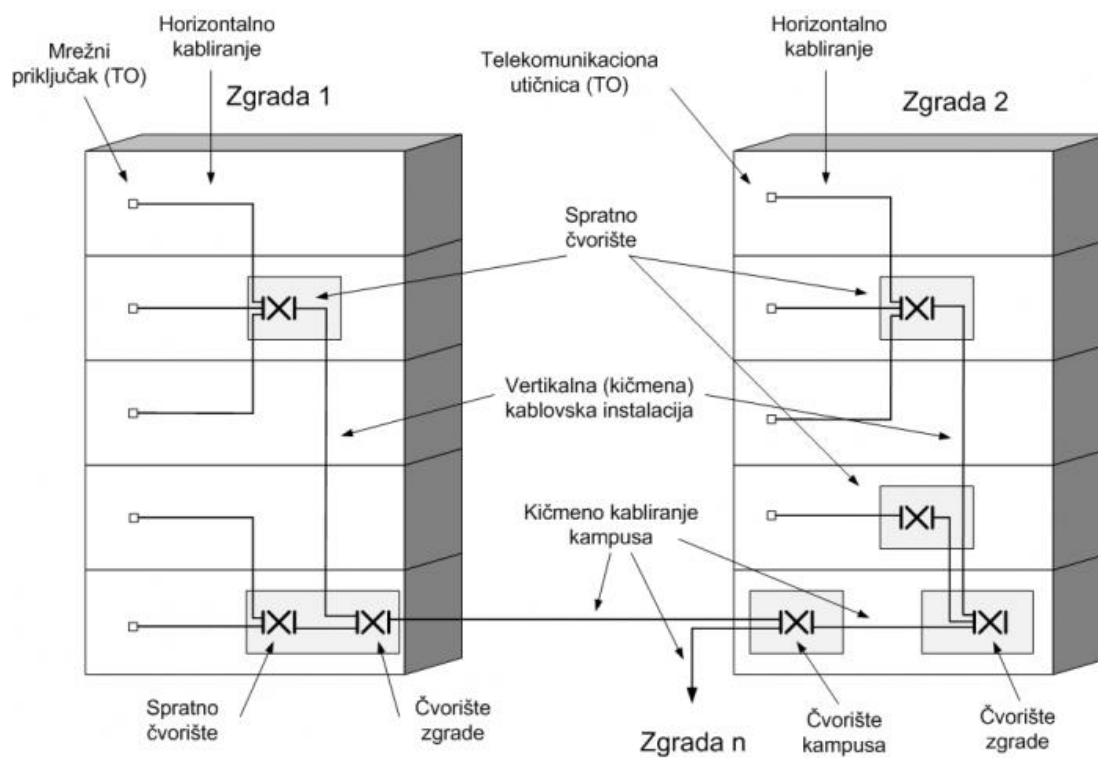 Horizontalno
kabliranje
Mrežni
priključak (TO)
Zgrada 1
Horizontalno
kabliranje
Telekomunikaciona
utičnica (TO)
Zgrada 2
Spratno
čvorište
Vertikalna (kičmena)
kablovska instalacija
Kičmeno kabliranje
kampusa
Spratno
čvorište
Čvorište
zgrade
Zgrada n
Čvorište
kampusa
Čvorište
zgrade